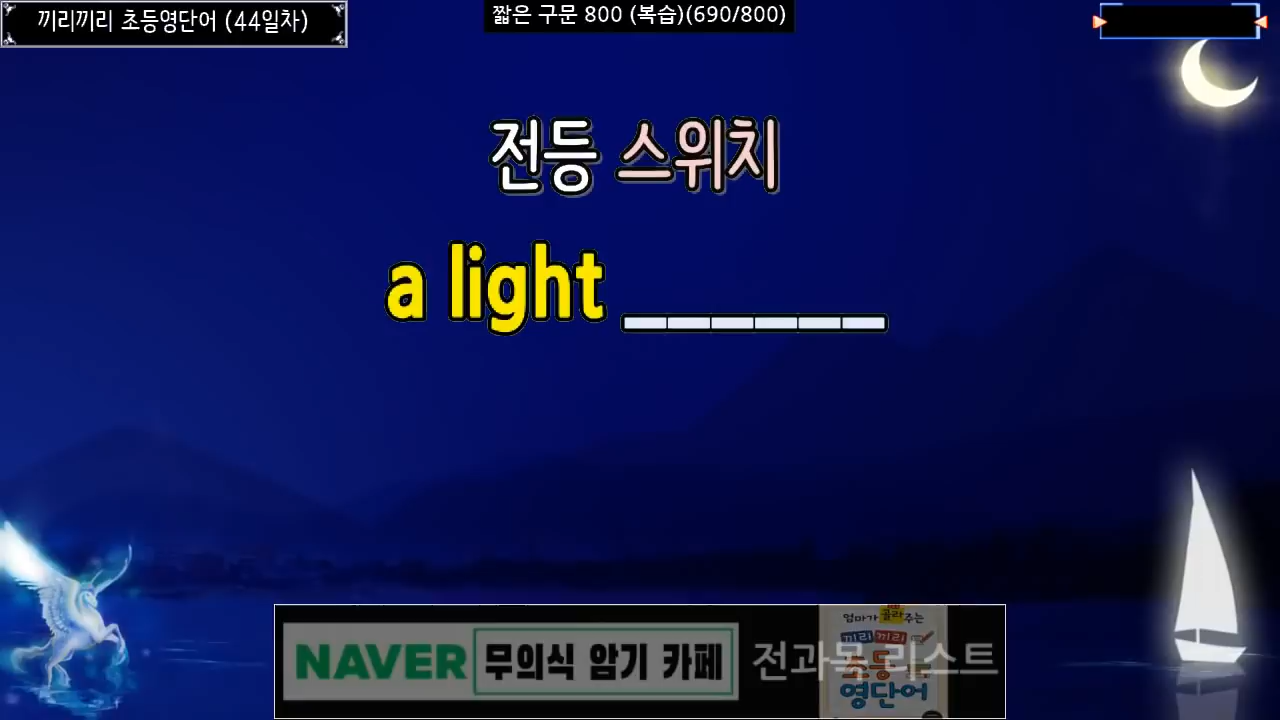 끼리끼리 초등영단어 (44일차)
짧은 구문 800 (복습)(690/800)
전등 스위치
a light ______
NAVER 무의식 암기 카페 전과목 리스트
엄마가 골라주는
끼리끼리
초등
영단어